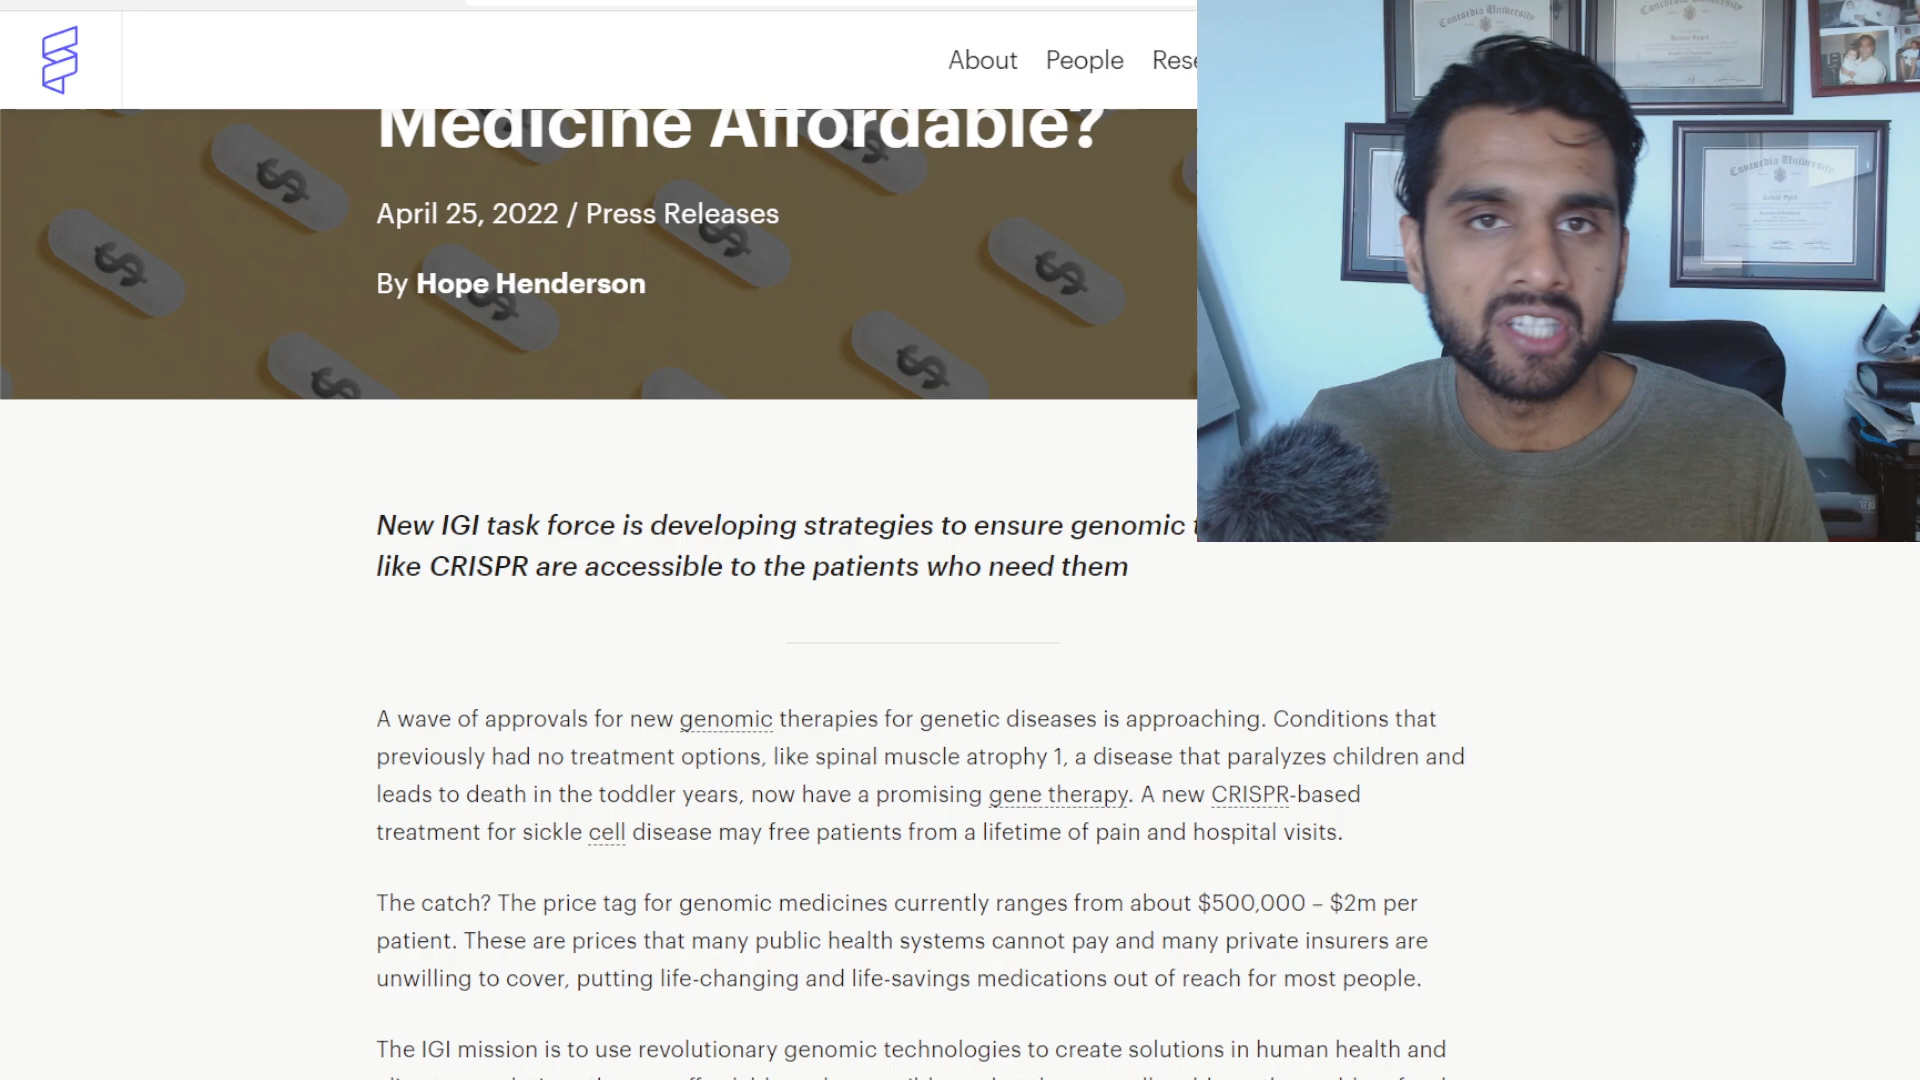 About People
Medicine Affordable?
April 25, 2022 / Press Releases
By Hope Henderson
Concordia University
Concordia University
Concordia University
New IGI task force is developing strategies to ensure genomic
like CRISPR are accessible to the patients who need them
A wave of approvals for new genomic therapies for genetic diseases is approaching. Conditions that
previously had no treatment options, like spinal muscle atrophy 1, a disease that paralyzes children and
leads to death in the toddler years, now have a promising gene therapy. A new CRISPR-based
treatment for sickle cell disease may free patients from a lifetime of pain and hospital visits.
The catch? The price tag for genomic medicines currently ranges from about $500,000 – $2m per
patient. These are prices that many public health systems cannot pay and many private insurers are
unwilling to cover, putting life-changing and life-savings medications out of reach for most people.
The IGI mission is to use revolutionary genomic technologies to create solutions in human health and